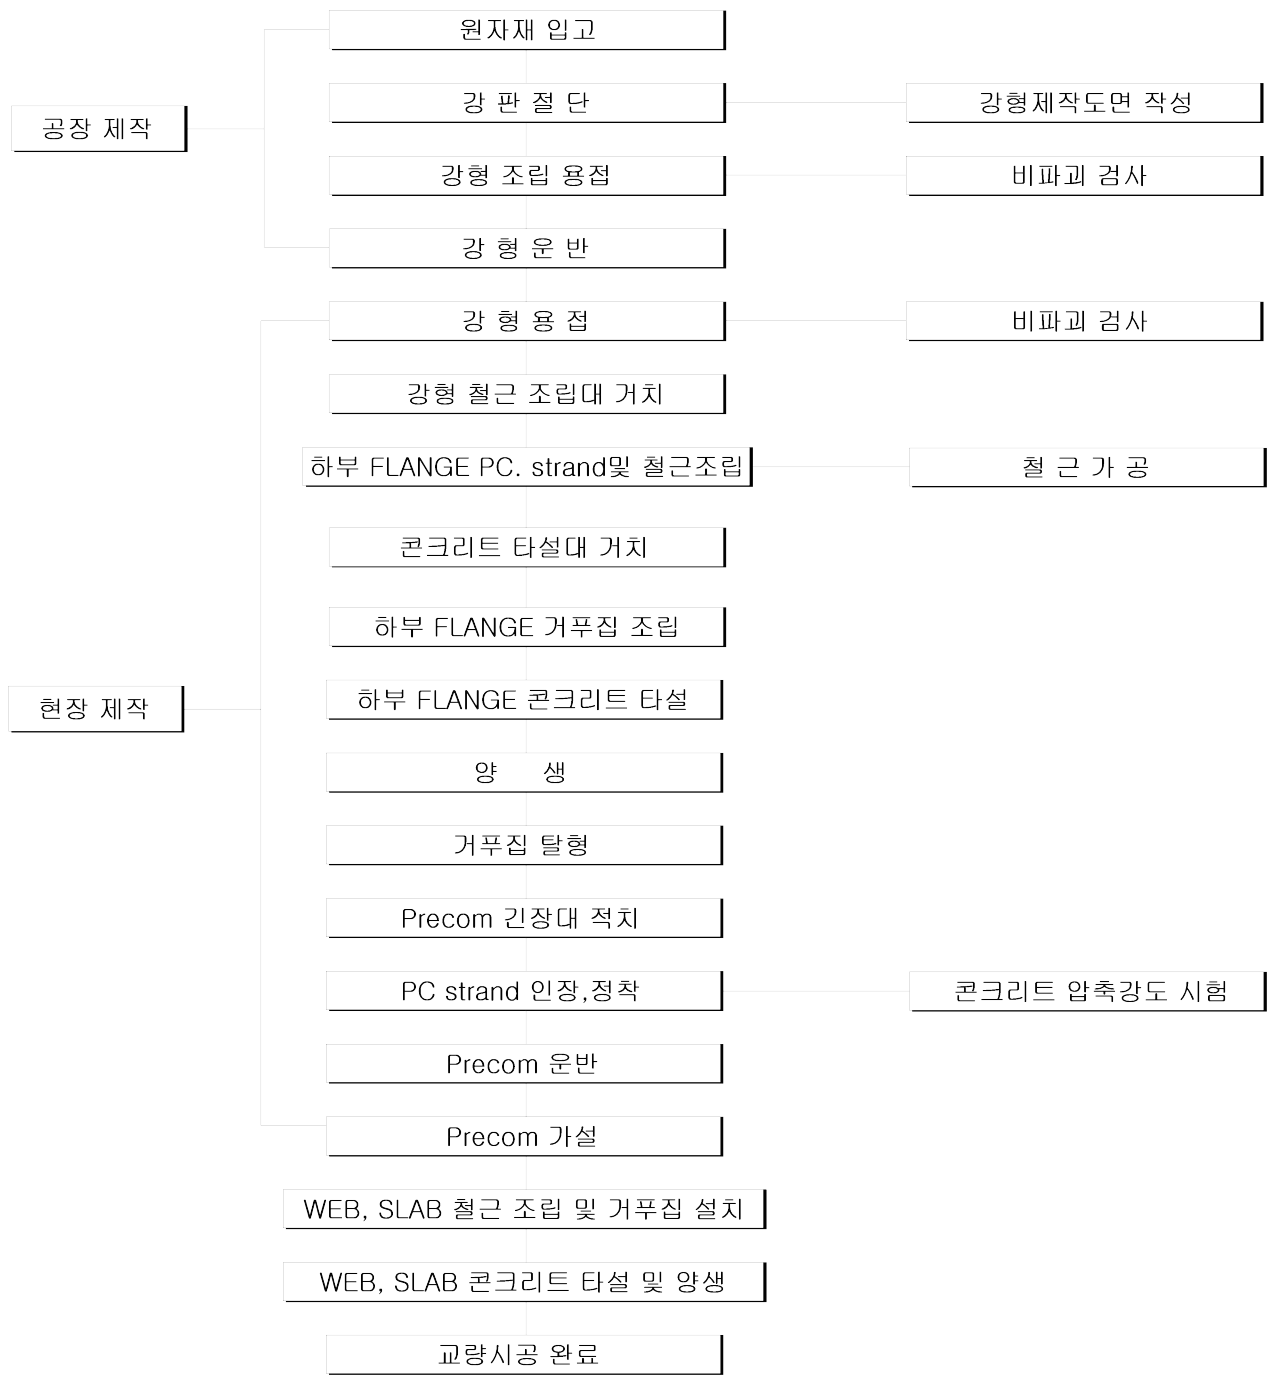 원자재 입고
강 판 절 단
강형제작도면 작성
공장 제작
강형 조립 용접
비파괴 검사
강 형 운 반
강 형 용 접
비파괴 검사
강형 철근 조립대 거치
하부 FLANGE PC. strand및 철근조립
철 근 가 공
콘크리트 타설대 거치
하부 FLANGE 거푸집 조립
하부 FLANGE 콘크리트 타설
현장 제작
양 생
거푸집 탈형
Precom 긴장대 적치
PC strand 인장,정착
콘크리트 압축강도 시험
Precom 운반
Precom 가설
WEB, SLAB 철근 조립 및 거푸집 설치
WEB, SLAB 콘크리트 타설 및 양생
교량시공 완료